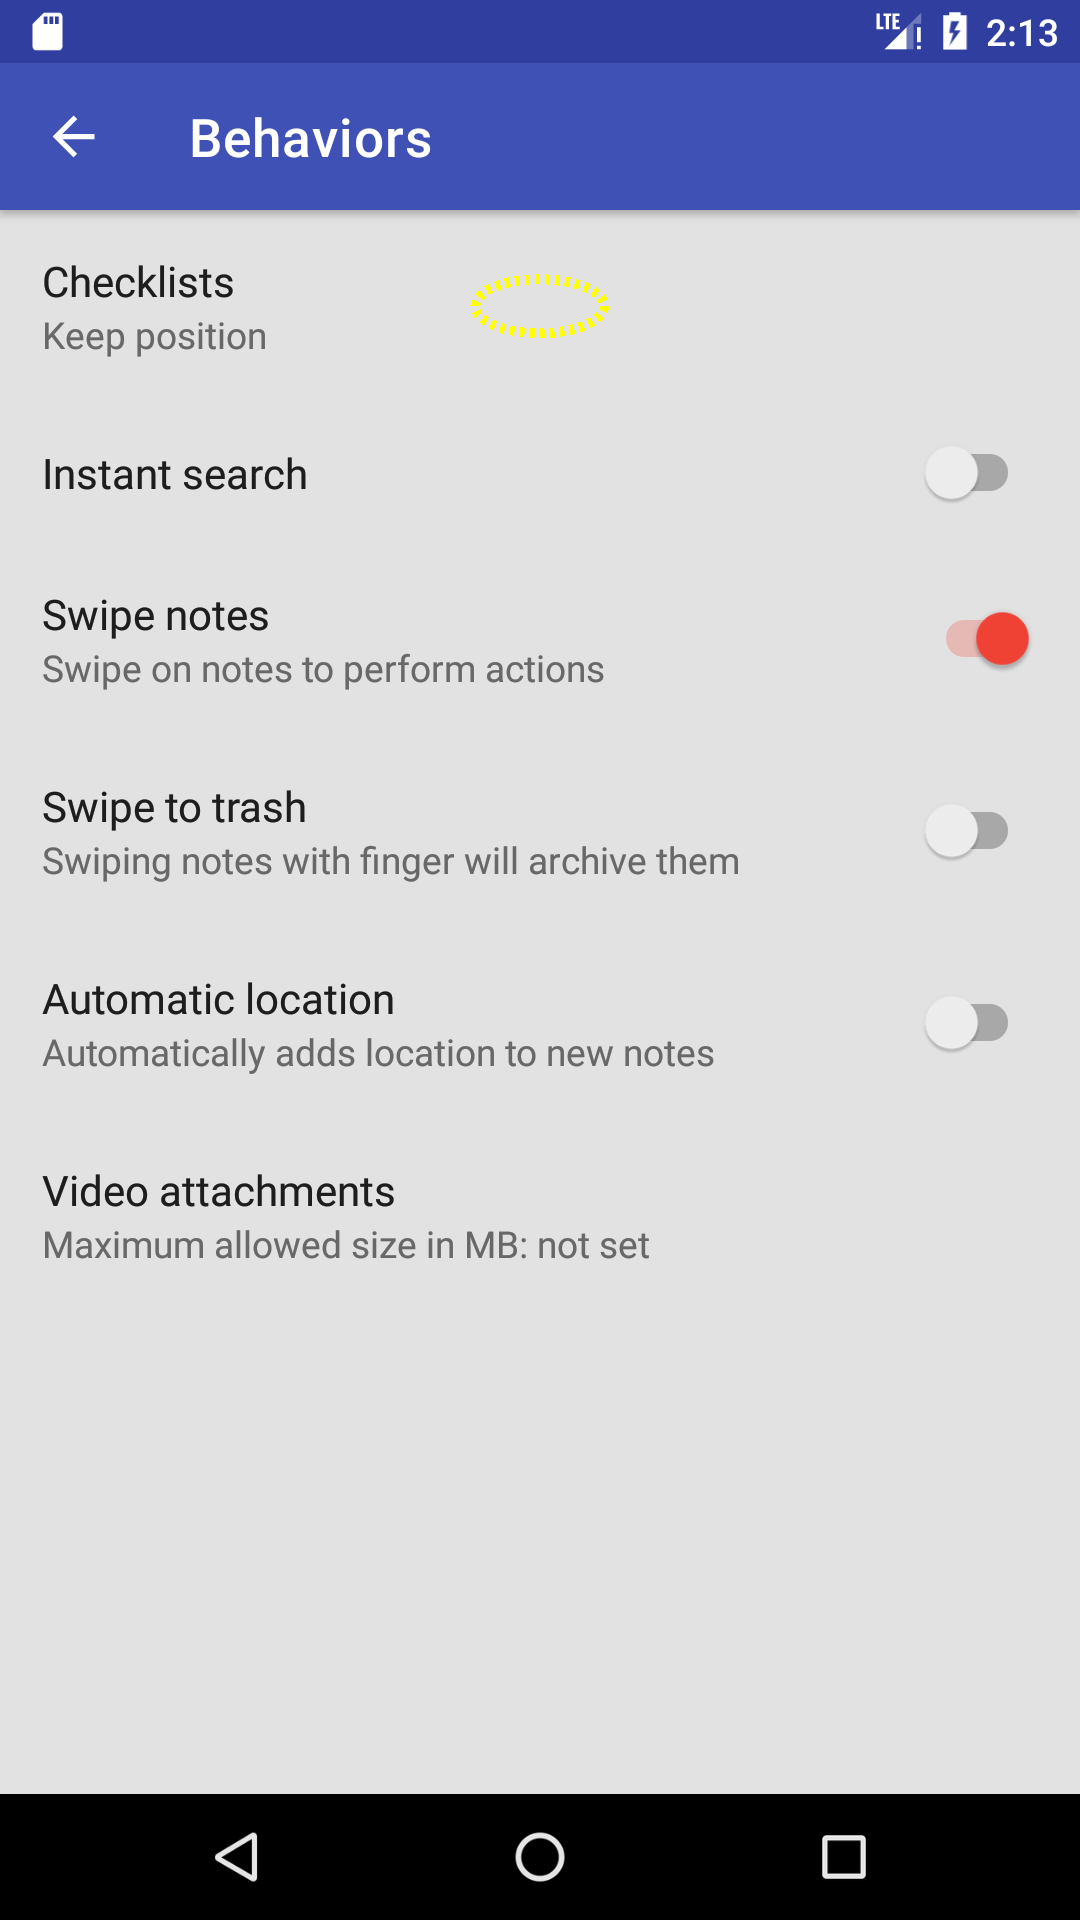 LTE 2:13
Behaviors
Checklists
Keep position
Instant search
Swipe notes
Swipe on notes to perform actions
Swipe to trash
Swiping notes with finger will archive them
Automatic location
Automatically adds location to new notes
Video attachments
Maximum allowed size in MB: not set